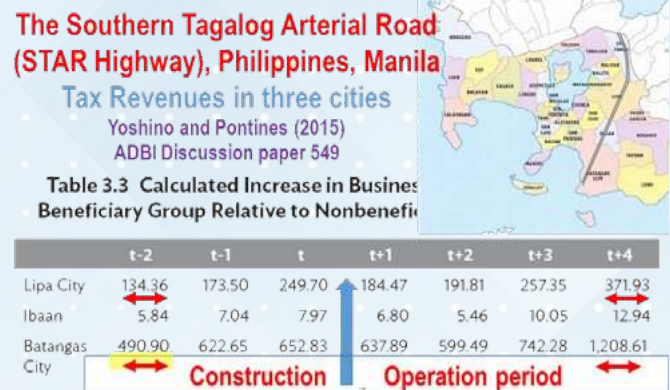 The Southern Tagalog Arterial Road
(STAR Highway), Philippines, Manila
Tax Revenues in three cities
Yoshino and Pontines (2015)
ADBI Discussion paper 549
Table 3.3 Calculated Increase in Busines
Beneficiary Group Relative to Nonbenefi
t-2 t-1 t t+1 t+2 t+3 t+4
Lipa City 134.36 173.50 249.70 184.47 191.81 257.35 371.93
Ibaan 5.84 7.04 7.97 6.80 5.46 10.05 12.94
Batangas 490.90 622.65 652.83 637.89 599.49 742.28 1,208.61
City
Construction Operation period